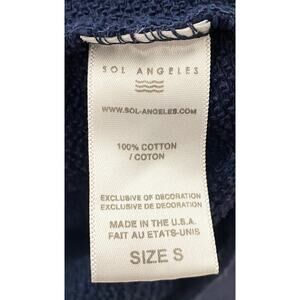 SOL ANGELES
WWW.SOL-ANGELES.COM
100% COTTON
/ COTON
EXCLUSIVE OF DECORATION
EXCLUSIVE DE DECORATION
MADE IN THE U.S.A.
FAIT AU ETATS-UNIS
SIZE S